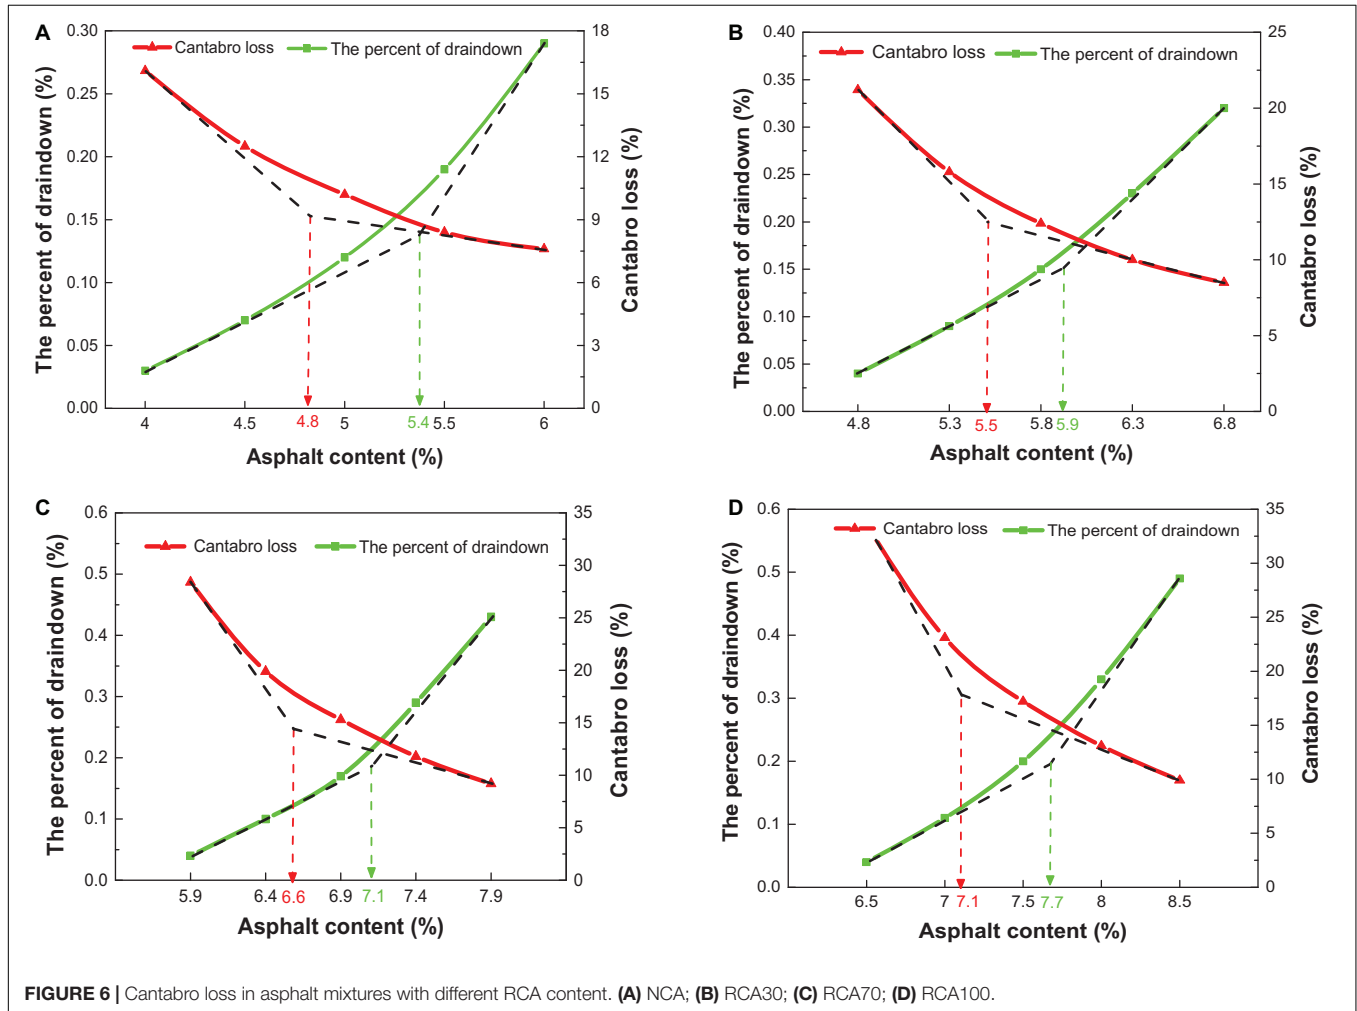 A
Cantabro loss
The percent of draindown
The percent of draindown (%)
0.30
0.25
0.20
0.15
0.10
0.05
0.00
18
15
12
9
6
3
0
Cantabro loss (%)
4 4.5 4.8 5 5.4 5.5 6
Asphalt content (%)
B
Cantabro loss
The percent of draindown
The percent of draindown (%)
0.40
0.35
0.30
0.25
0.20
0.15
0.10
0.05
0.00
25
20
15
10
5
0
Cantabro loss (%)
4.8 5.3 5.5 5.8 5.9 6.3 6.8
Asphalt content (%)
C
Cantabro loss
The percent of draindown
The percent of draindown (%)
0.6
0.5
0.4
0.3
0.2
0.1
0.0
35
30
25
20
15
10
5
0
Cantabro loss (%)
5.9 6.4 6.6 6.9 7.1 7.4 7.9
Asphalt content (%)
D
Cantabro loss
The percent of draindown
The percent of draindown (%)
0.6
0.5
0.4
0.3
0.2
0.1
0.0
35
30
25
20
15
10
5
0
Cantabro loss (%)
6.5 7 7.1 7.5 7.7 8 8.5
Asphalt content (%)
FIGURE 6 | Cantabro loss in asphalt mixtures with different RCA content. (A) NCA; (B) RCA30; (C) RCA70; (D) RCA100.